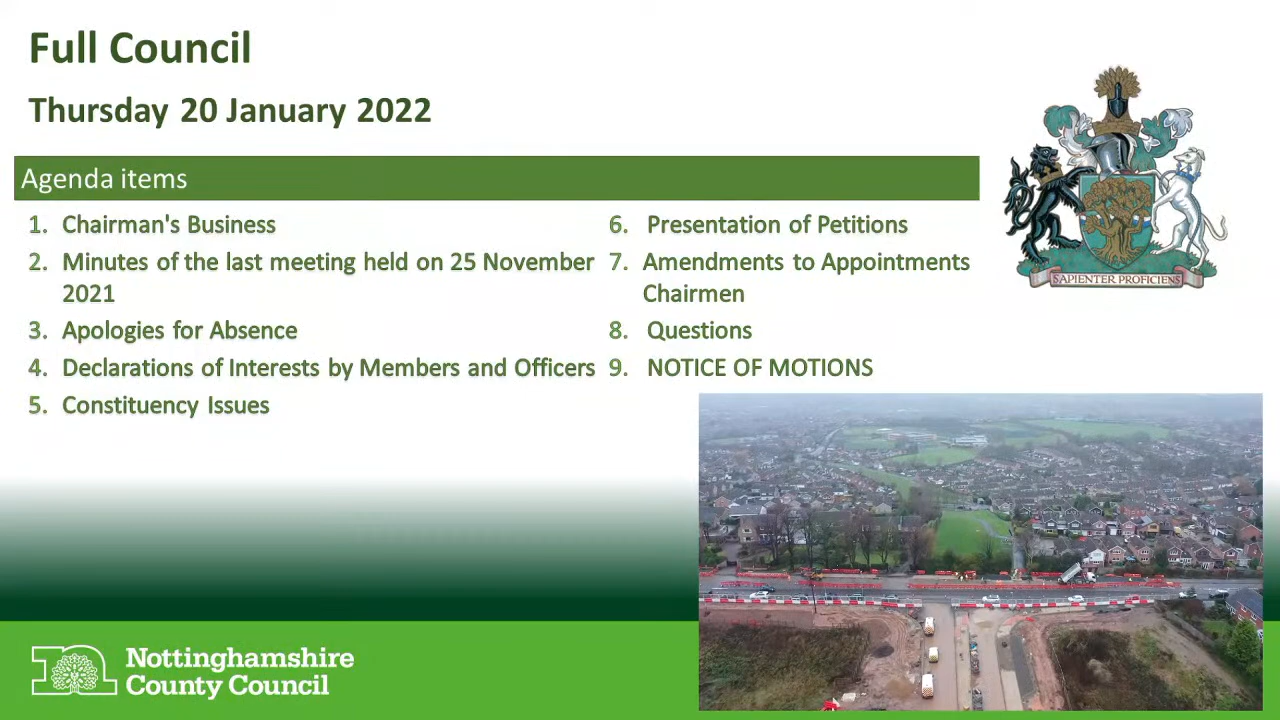 Full Council
Thursday 20 January 2022
Agenda items
1. Chairman's Business
2. Minutes of the last meeting held on 25 November
2021
3. Apologies for Absence
4. Declarations of Interests by Members and Officers
5. Constituency Issues
6. Presentation of Petitions
7. Amendments to Appointments
Chairmen
8. Questions
9. NOTICE OF MOTIONS
SAPIENTER PROFICIENS
Nottinghamshire
County Council